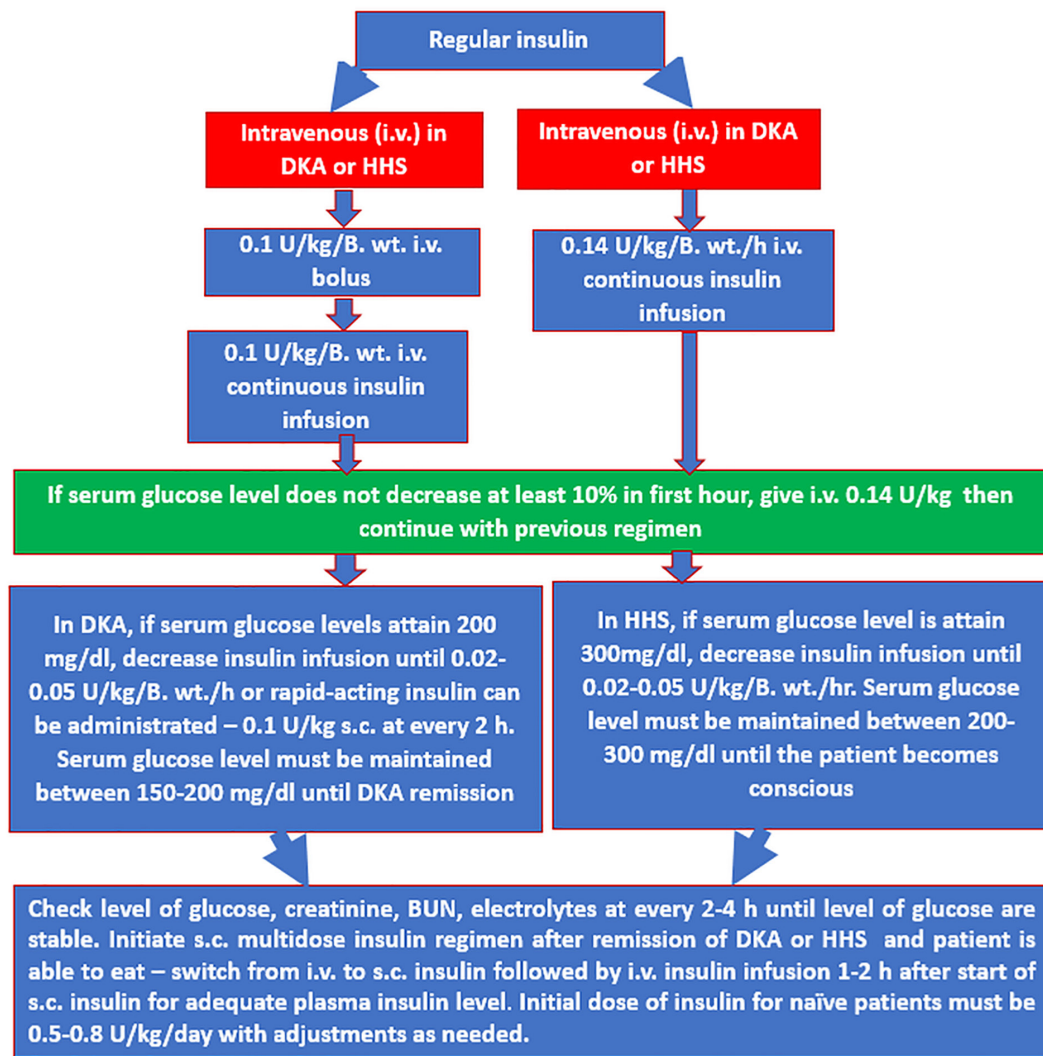 Regular insulin
Intravenous (i.v.) in
DKA or HHS
Intravenous (i.v.) in DKA
or HHS
0.1 U/kg/B. wt. i.v.
bolus
0.14 U/kg/B. wt./h i.v.
continuous insulin
infusion
0.1 U/kg/B. wt. i.v.
continuous insulin
infusion
If serum glucose level does not decrease at least 10% in first hour, give i.v. 0.14 U/kg then
continue with previous regimen
In DKA, if serum glucose levels attain 200
mg/dl, decrease insulin infusion until 0.02-
0.05 U/kg/B. wt./h or rapid-acting insulin can
be administrated – 0.1 U/kg s.c. at every 2 h.
Serum glucose level must be maintained
between 150-200 mg/dl until DKA remission
In HHS, if serum glucose level is attain
300mg/dl, decrease insulin infusion until
0.02-0.05 U/kg/B. wt./hr. Serum glucose
level must be maintained between 200-
300 mg/dl until the patient becomes
conscious
Check level of glucose, creatinine, BUN, electrolytes at every 2-4 h until level of glucose are
stable. Initiate s.c. multidose insulin regimen after remission of DKA or HHS and patient is
able to eat – switch from i.v. to s.c. insulin followed by i.v. insulin infusion 1-2 h after start of
s.c. insulin for adequate plasma insulin level. Initial dose of insulin for naïve patients must be
0.5-0.8 U/kg/day with adjustments as needed.